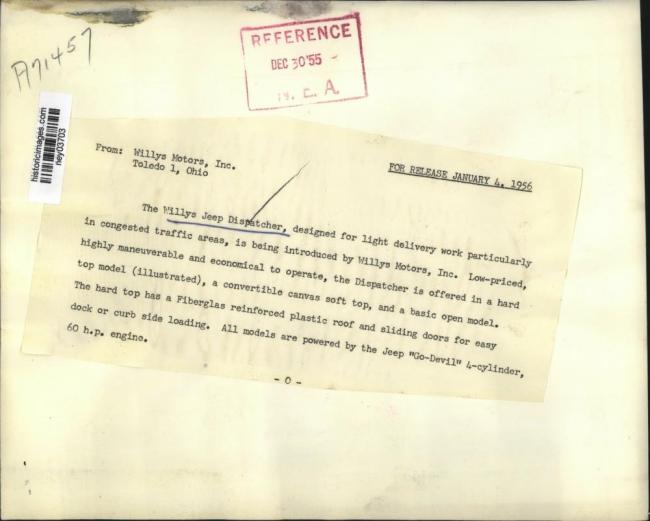 A71457
REFERENCE
DEC 30'55
N. E. A.
historicimages.com
ney03703
From: Willys Motors, Inc.
Toledo 1, Ohio
FOR RELEASE JANUARY 4, 1956
The Willys Jeep Dispatcher, designed for light delivery work particularly
in congested traffic areas, is being introduced by Willys Motors, Inc. Low-priced,
highly maneuverable and economical to operate, the Dispatcher is offered in a hard
top model (illustrated), a convertible canvas soft top, and a basic open model.
The hard top has a Fiberglas reinforced plastic roof and sliding doors for easy
dock or curb side loading. All models are powered by the Jeep "Go-Devil" 4-cylinder,
60 h.p. engine.
- 0 -